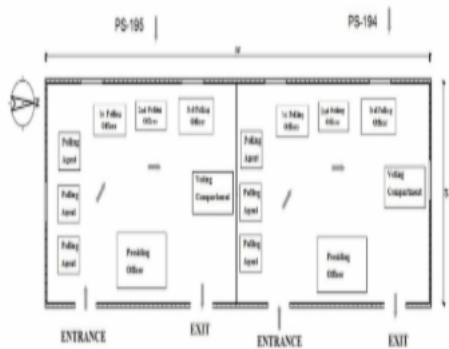 PS-195
PS-194
1st Polling
Officer
2nd Polling
Officer
3rd Polling
Officer
1st Polling
Officer
2nd Polling
Officer
3rd Polling
Officer
Polling
Agent
Polling
Agent
Polling
Agent
Polling
Agent
Polling
Agent
Polling
Agent
Voting
Compartment
Voting
Compartment
Presiding
Officer
Presiding
Officer
ENTRANCE
EXIT
ENTRANCE
EXIT